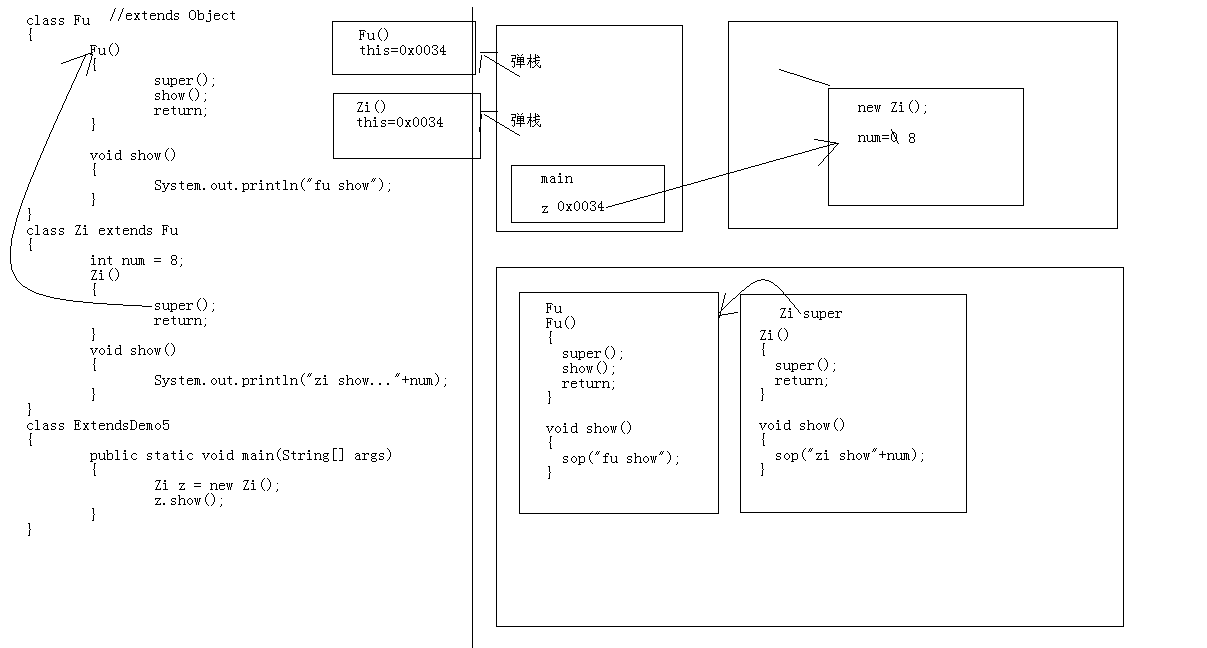 class Fu //extends Object
{
Fu()
{
super();
show();
return;
}
void show()
{
System.out.println("fu show");
}
}
class Zi extends Fu
{
int num = 8;
Zi()
{
super();
return;
}
void show()
{
System.out.println("zi show..."+num);
}
}
class ExtendsDemo5
{
public static void main(String[] args)
{
Zi z = new Zi();
z.show();
}
}
Fu()
this=0x0034
弹栈
Zi()
this=0x0034
弹栈
main
z 0x0034
new Zi();
num=0 8
Fu
Fu()
{
super();
show();
return;
}
void show()
{
sop("fu show");
}
Zi super
Zi()
{
super();
return;
}
void show()
{
sop("zi show"+num);
}